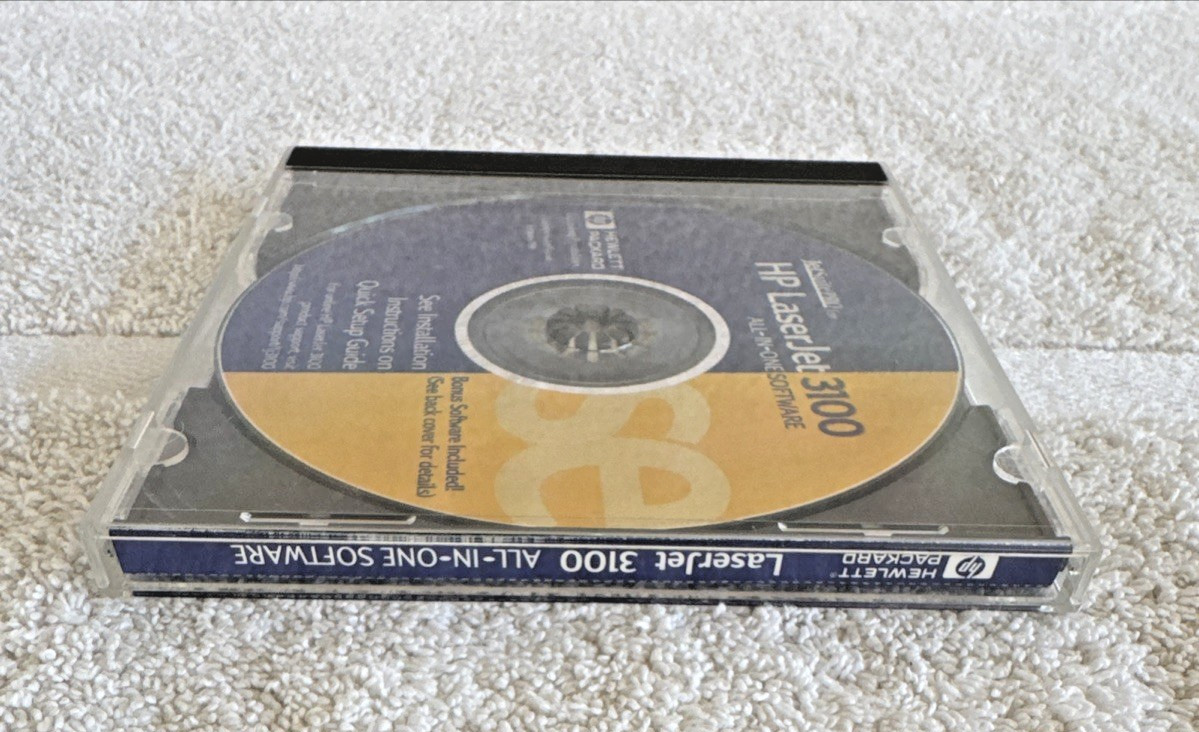 HEWLETT®
PACKARD
LaserJet 3100 ALL-IN-ONE SOFTWARE
HP LaserJet 3100
ALL-IN-ONE SOFTWARE
HEWLETT
PACKARD
se
Bonus Software Included!
(See back cover for details)
See Installation
Instructions on
Quick Setup Guide